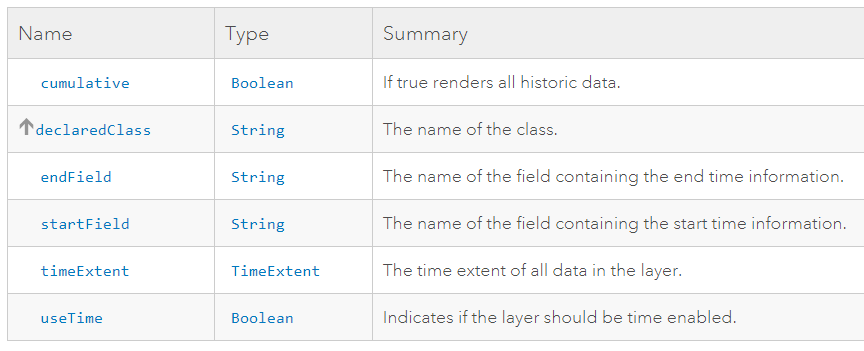 Name Type Summary
cumulative Boolean If true renders all historic data.
declaredClass String The name of the class.
endField String The name of the field containing the end time information.
startField String The name of the field containing the start time information.
timeExtent TimeExtent The time extent of all data in the layer.
useTime Boolean Indicates if the layer should be time enabled.